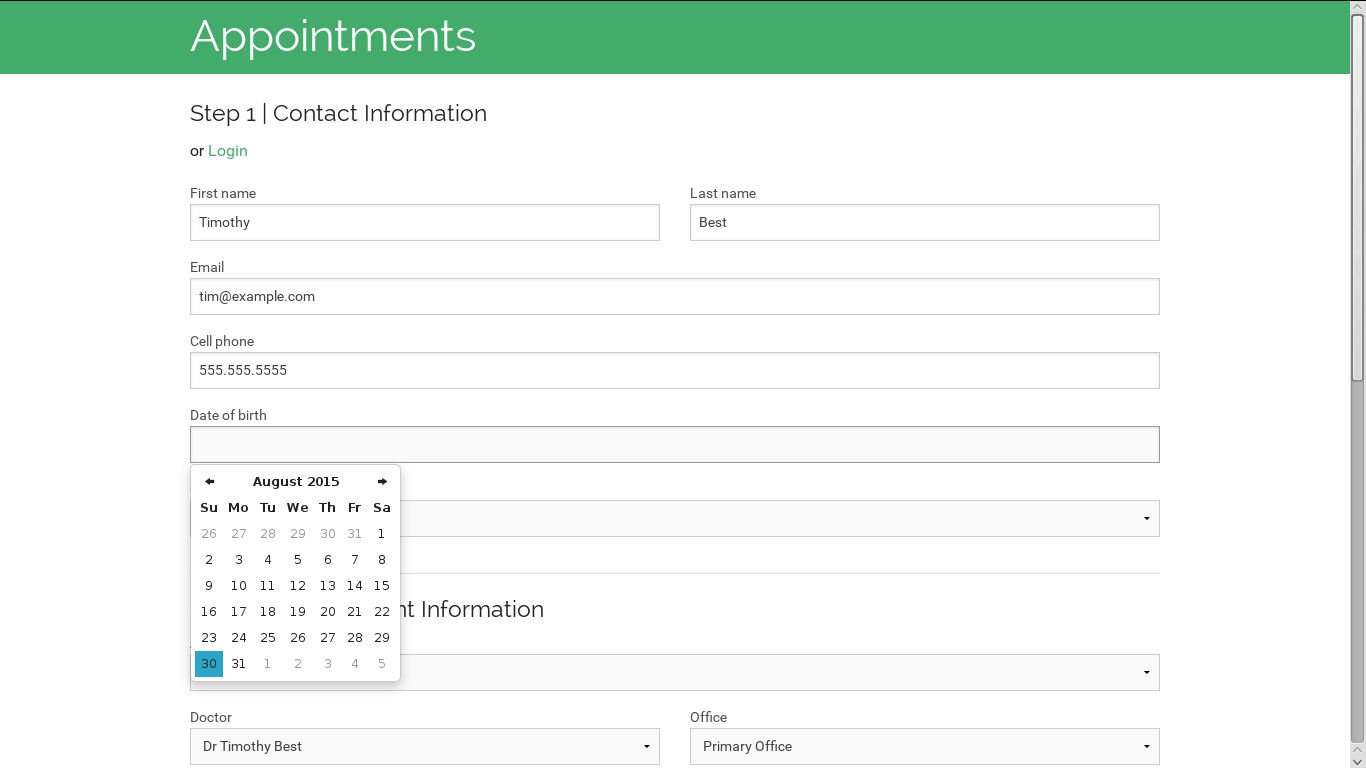 Appointments
Step 1 | Contact Information
or Login
First name Last name
Timothy Best
Email
tim@example.com
Cell phone
555.555.5555
Date of birth
August 2015
Su Mo Tu We Th Fr Sa
26 27 28 29 30 31 1
2 3 4 5 6 7 8
9 10 11 12 13 14 15
16 17 18 19 20 21 22
nt Information
23 24 25 26 27 28 29
30 31 1 2 3 4 5
Doctor Office
Dr Timothy Best Primary Office